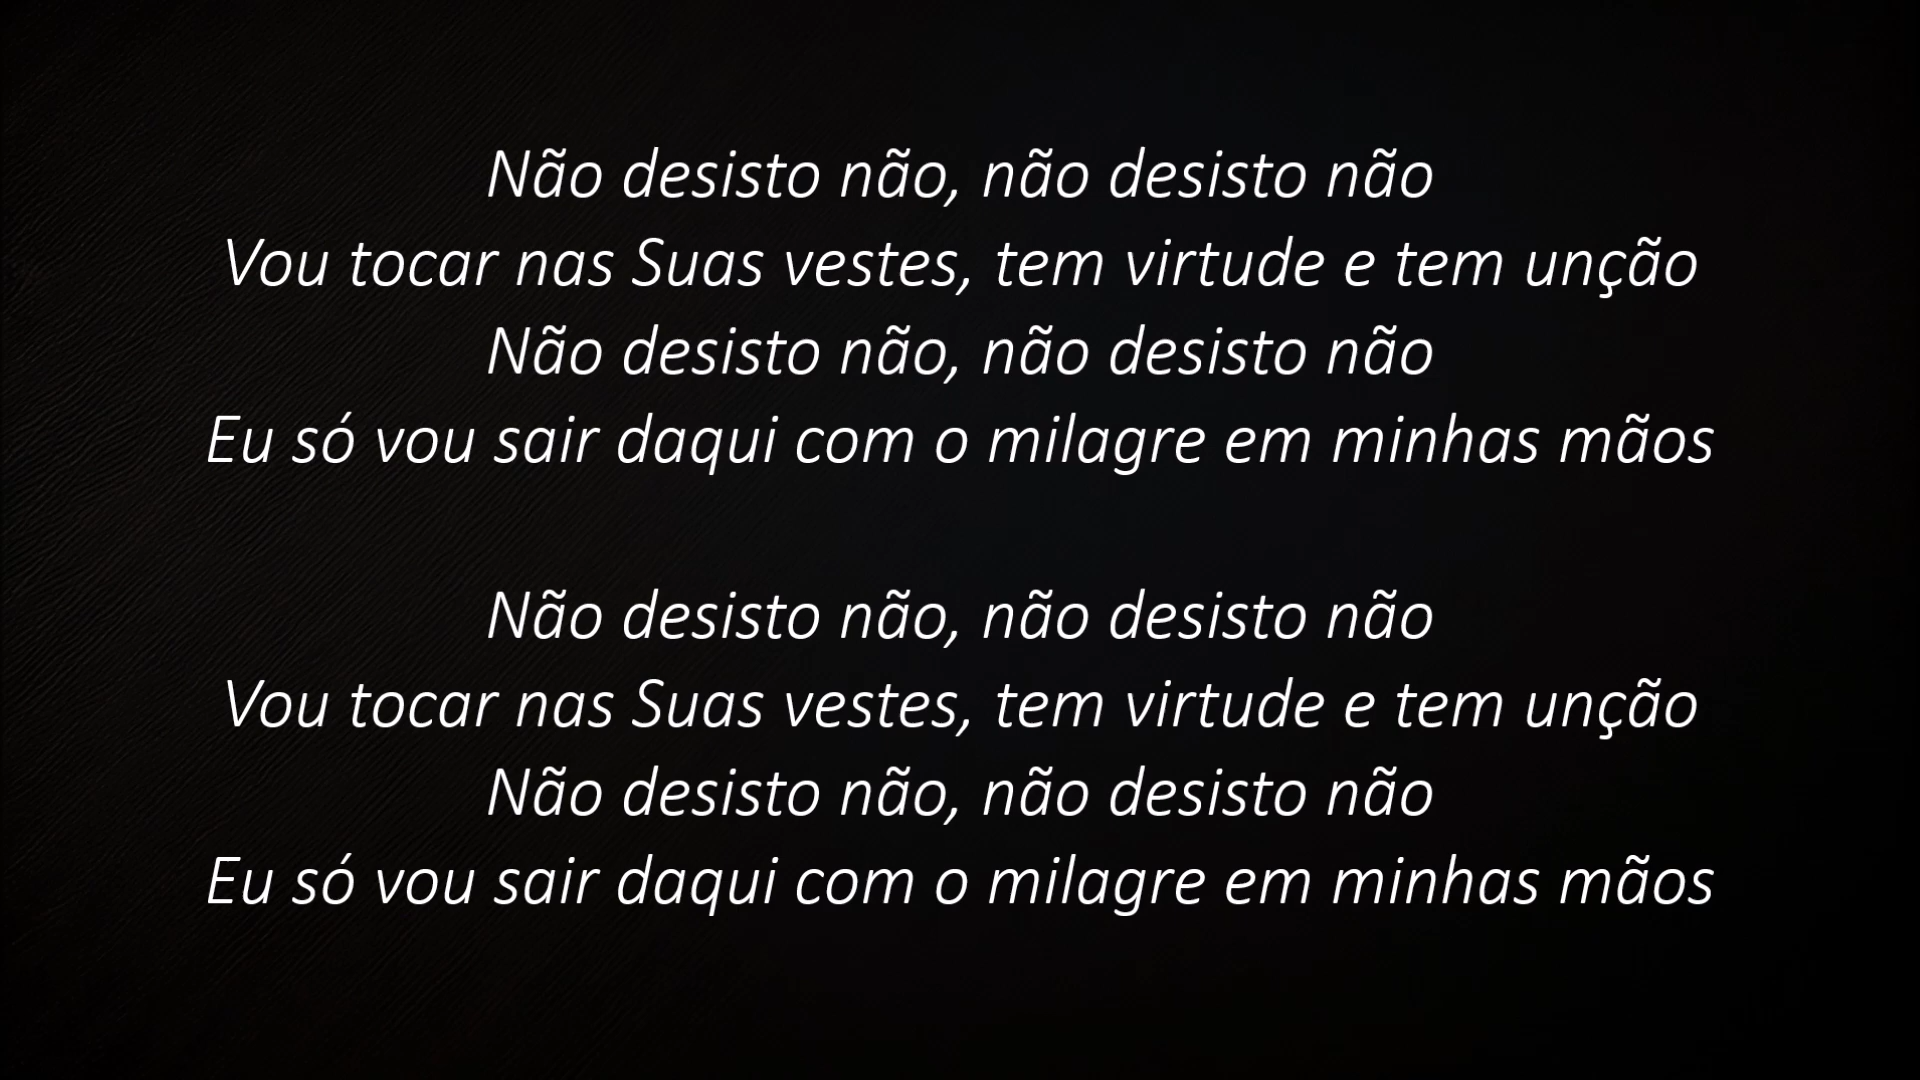 Não desisto não, não desisto não
Vou tocar nas Suas vestes, tem virtude e tem unção
Não desisto não, não desisto não
Eu só vou sair daqui com o milagre em minhas mãos
Não desisto não, não desisto não
Vou tocar nas Suas vestes, tem virtude e tem unção
Não desisto não, não desisto não
Eu só vou sair daqui com o milagre em minhas mãos